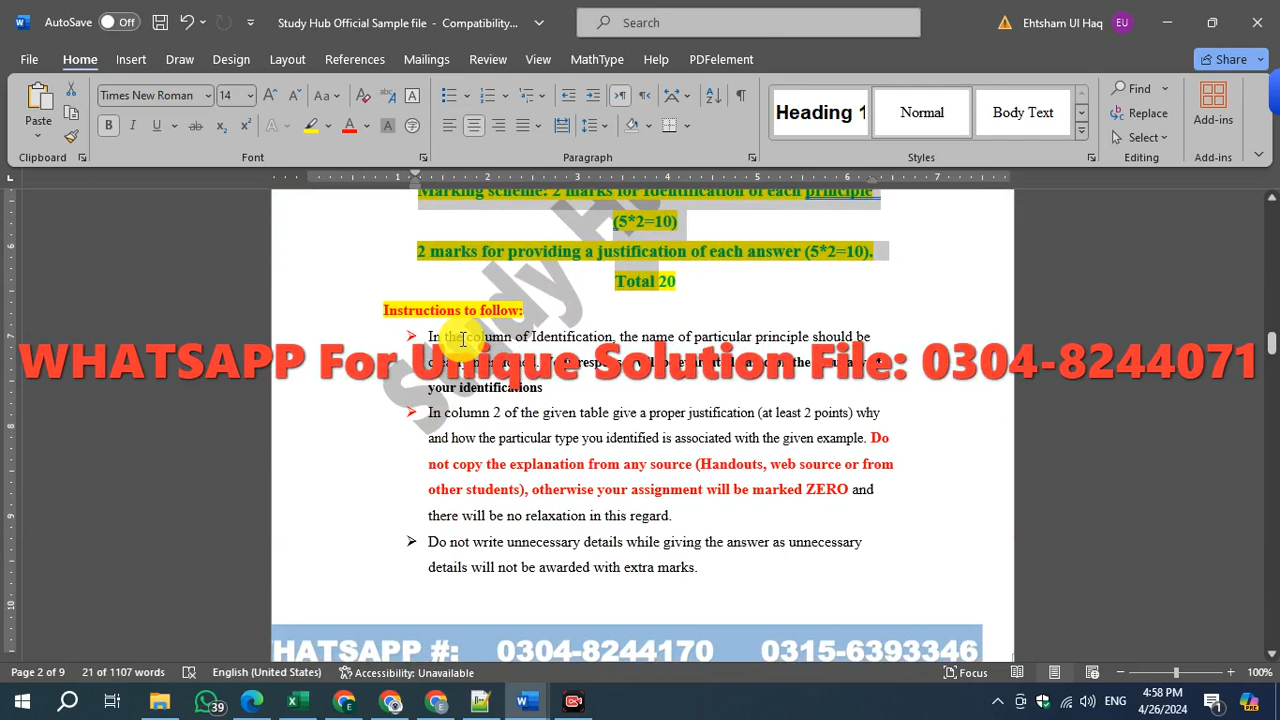 AutoSave Off Study Hub Official Sample file - Compatibility... Search Ehtsham Ul Haq EU
File Home Insert Draw Design Layout References Mailings Review View MathType Help PDFelement Share
Paste Times New Roman 14 Heading 1 Normal Body Text Find Replace Select Add-ins
Clipboard Font Paragraph Styles Editing Add-ins
Marking scheme: 2 marks for Identification of each principle
(5*2=10)
2 marks for providing a justification of each answer (5*2=10).
Total 20
Instructions to follow:
In the column of Identification, the name of particular principle should be
WHATSAPP For Unique Solution File: 0304-8244071
your identifications
In column 2 of the given table give a proper justification (at least 2 points) why
and how the particular type you identified is associated with the given example. Do
not copy the explanation from any source (Handouts, web source or from
other students), otherwise your assignment will be marked ZERO and
there will be no relaxation in this regard.
Do not write unnecessary details while giving the answer as unnecessary
details will not be awarded with extra marks.
HATSAPP #: 0304-8244170 0315-6393346
Page 2 of 9 21 of 1107 words English (United States) Accessibility: Unavailable Focus 100%
39 4:58 PM
4/26/2024